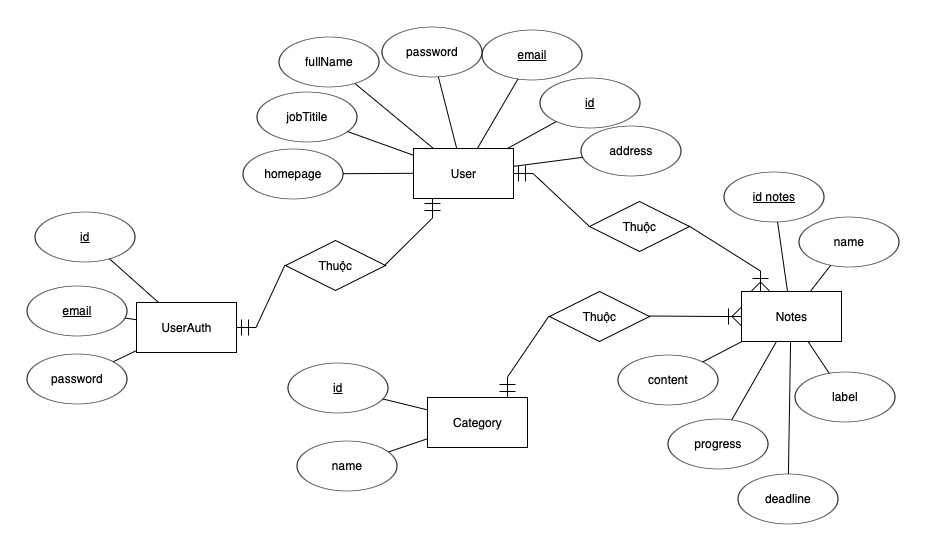 password
email
fullName
id
jobTitile
address
homepage
User
id notes
Thuộc
name
id
Thuộc
email
UserAuth
Thuộc
Notes
password
id
content
label
Category
progress
name
deadline